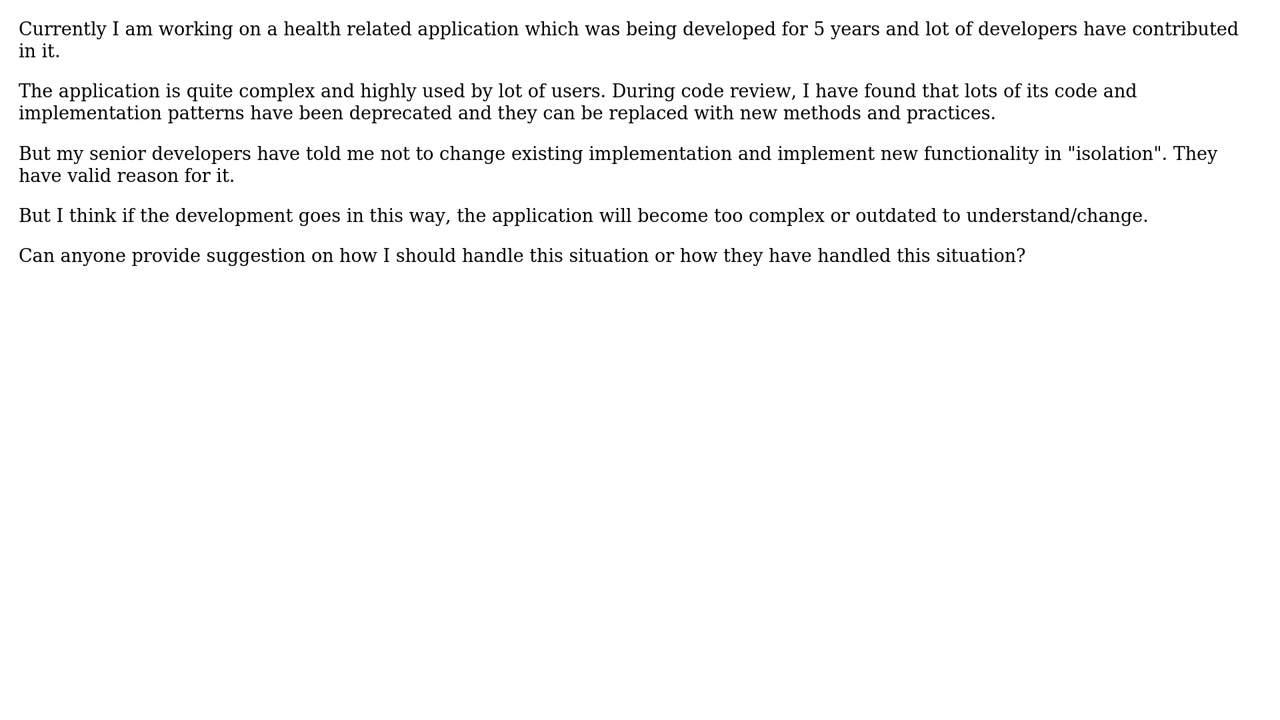 Currently I am working on a health related application which was being developed for 5 years and lot of developers have contributed
in it.
The application is quite complex and highly used by lot of users. During code review, I have found that lots of its code and
implementation patterns have been deprecated and they can be replaced with new methods and practices.
But my senior developers have told me not to change existing implementation and implement new functionality in "isolation". They
have valid reason for it.
But I think if the development goes in this way, the application will become too complex or outdated to understand/change.
Can anyone provide suggestion on how I should handle this situation or how they have handled this situation?